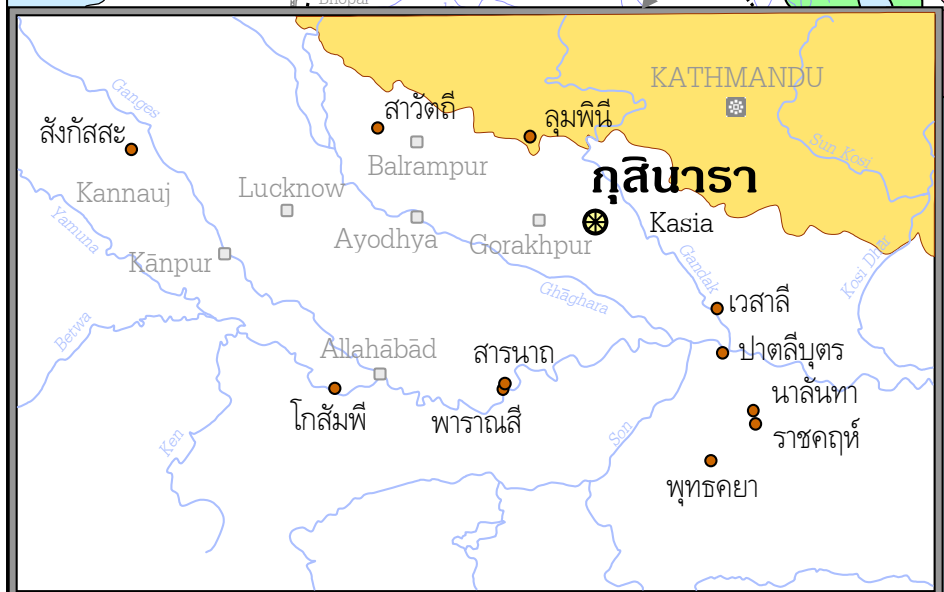 Bhopal
KATHMANDU
Ganges
สาวัตถี
ลุมพินี
สังกัสสะ
Sun Kosi
Balrampur
กุสินารา
Kannauj
Lucknow
Kasia
Yamuna
Ayodhya
Gorakhpur
Kānpur
Gandak
Kosi Dhār
Ghāghara
เวสาลี
Betwa
Allahābād
สารนาถ
ปาตลีบุตร
นาลันทา
โกสัมพี
พาราณสี
Son
ราชคฤห์
Ken
พุทธคยา